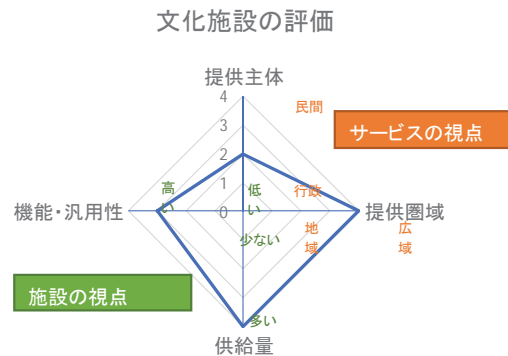 文化施設の評価
提供主体
4
民間
3
サービスの視点
2
高い
1
低い
行政
機能・汎用性
0
提供圏域
地域
広域
少ない
施設の視点
多い
供給量